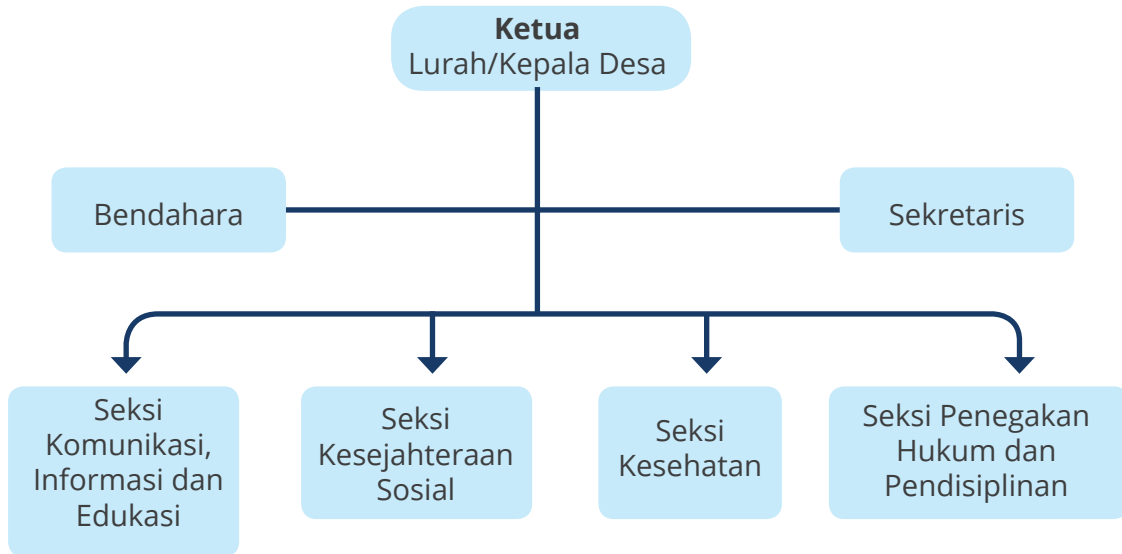 Ketua
Lurah/Kepala Desa
Bendahara
Sekretaris
Seksi
Komunikasi,
Informasi dan
Edukasi
Seksi
Kesejahteraan
Sosial
Seksi
Kesehatan
Seksi Penegakan
Hukum dan
Pendisiplinan